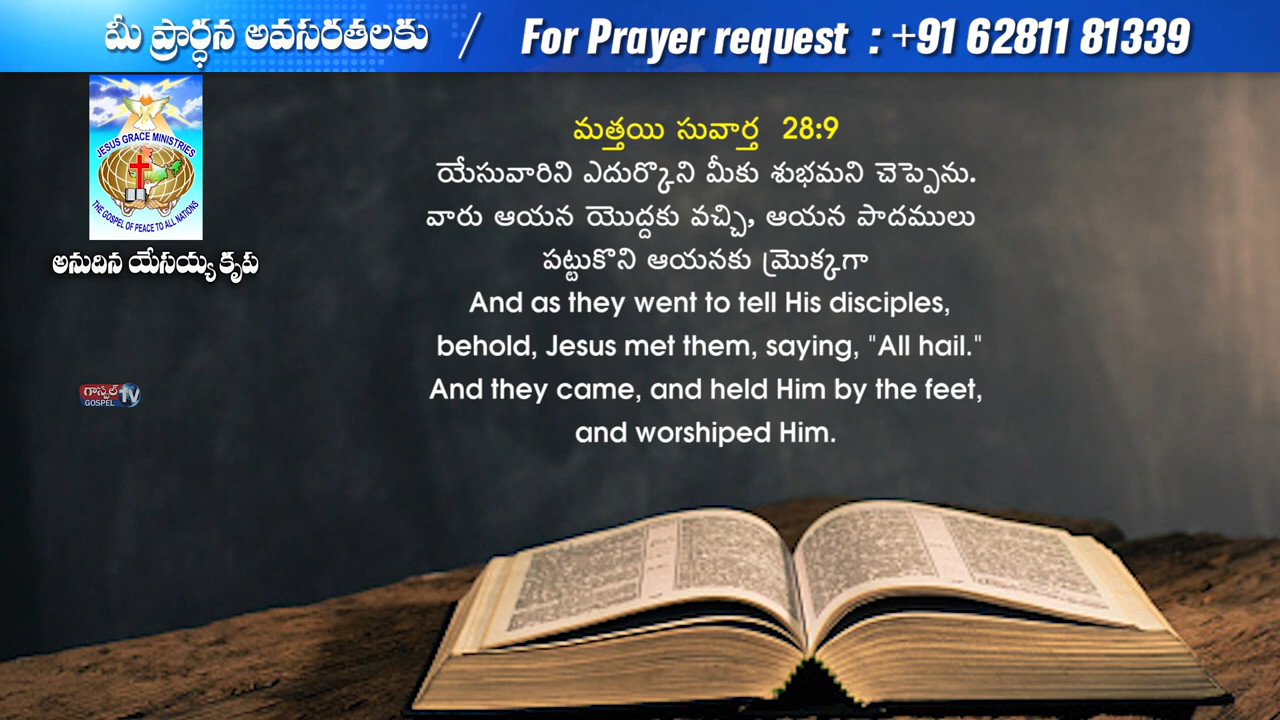 మీ ప్రార్ధన అవసరతలకు / For Prayer request : +91 62811 81339
JESUS GRACE MINISTRIES
THE GOSPEL OF PEACE TO ALL NATIONS
అనుదిన యేసయ్య కృప
గాస్పెల్ TV
GOSPEL
మత్తయి సువార్త 28:9
యేసువారిని ఎదుర్కొని మీకు శుభమని చెప్పెను.
వారు ఆయన యొద్దకు వచ్చి, ఆయన పాదములు
పట్టుకొని ఆయనకు మ్రొక్కగా
And as they went to tell His disciples,
behold, Jesus met them, saying, "All hail."
And they came, and held Him by the feet,
and worshiped Him.